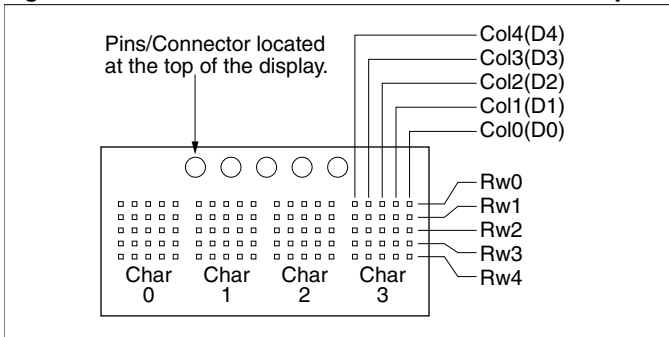 Pins/Connector located
at the top of the display.
Col4(D4)
Col3(D3)
Col2(D2)
Col1(D1)
Col0(D0)
Rw0
Rw1
Rw2
Rw3
Rw4
Char Char Char Char
0 1 2 3